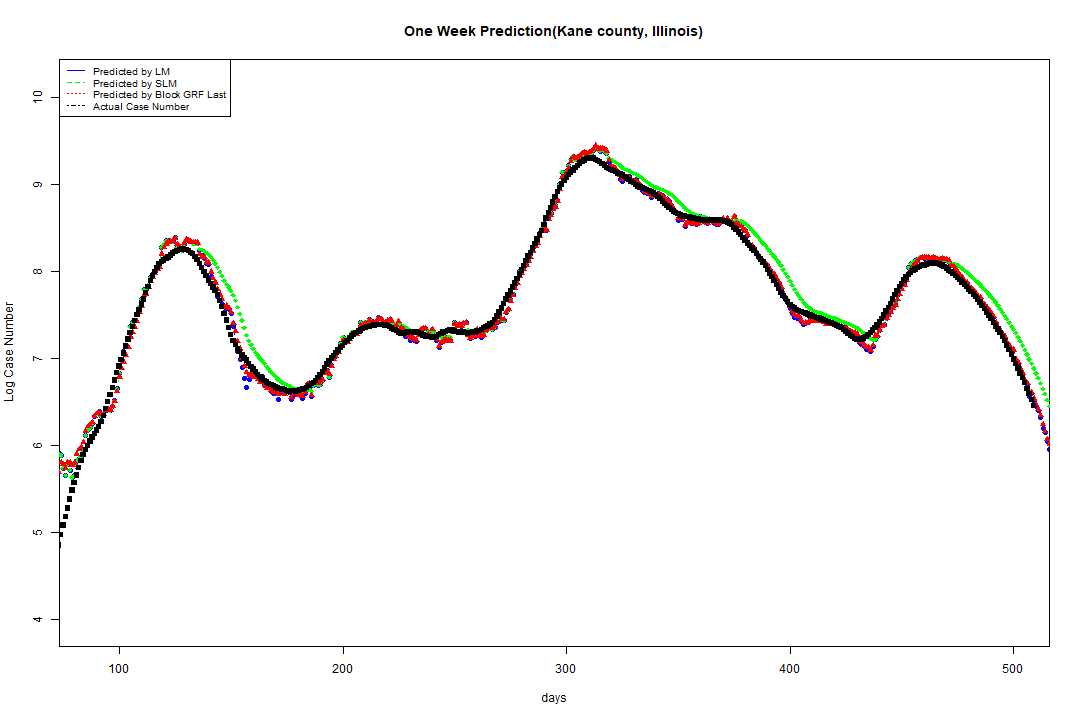 One Week Prediction(Kane county, Illinois)
Predicted by LM
Predicted by SLM
Predicted by Block GRF Last
Actual Case Number
10
9
8
7
6
5
4
Log Case Number
100 200 300 400 500
days